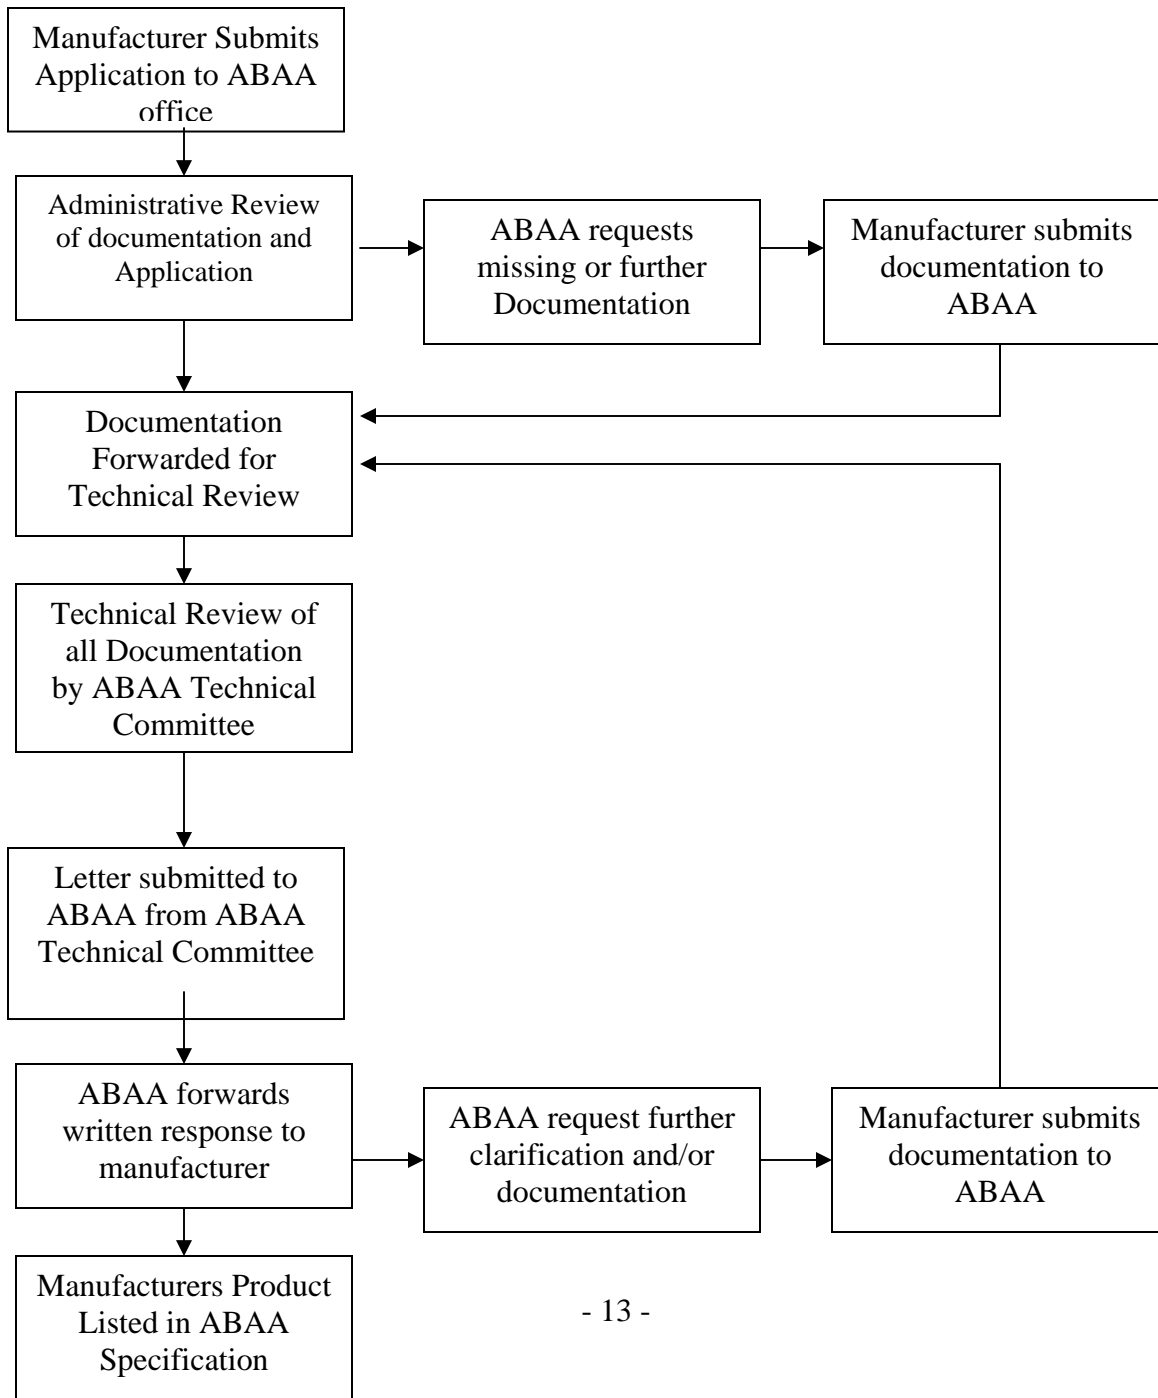 Manufacturer Submits
Application to ABAA
office
Administrative Review
of documentation and
Application
ABAA requests
missing or further
Documentation
Manufacturer submits
documentation to
ABAA
Documentation
Forwarded for
Technical Review
Technical Review of
all Documentation
by ABAA Technical
Committee
Letter submitted to
ABAA from ABAA
Technical Committee
ABAA forwards
written response to
manufacturer
ABAA request further
clarification and/or
documentation
Manufacturer submits
documentation to
ABAA
Manufacturers Product
Listed in ABAA
Specification
- 13 -